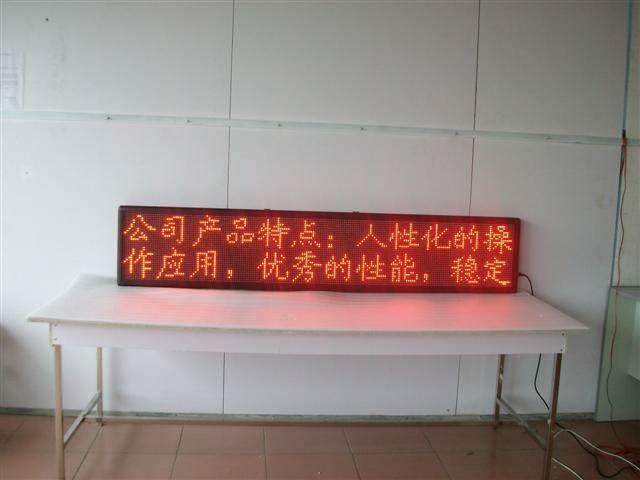 公司产品特点：人性化的操
作应用，优秀的性能，稳定